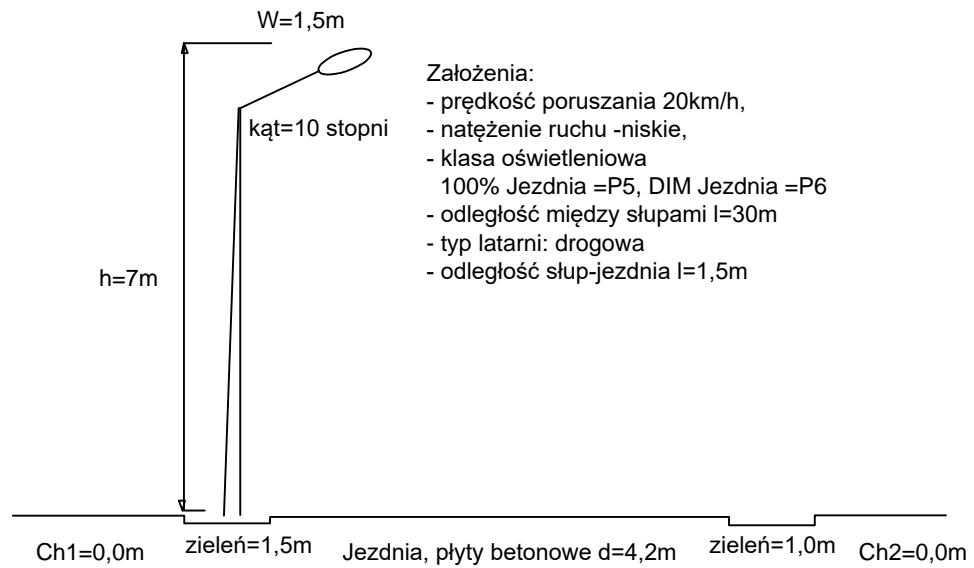 W=1,5m
Założenia:
- prędkość poruszania 20km/h,
kąt=10 stopni
- natężenie ruchu -niskie,
- klasa oświetleniowa
100% Jezdnia =P5, DIM Jezdnia =P6
- odległość między słupami l=30m
- typ latarni: drogowa
- odległość słup-jezdnia l=1,5m
h=7m
Ch1=0,0m
zieleń=1,5m
Jezdnia, płyty betonowe d=4,2m
zieleń=1,0m
Ch2=0,0m